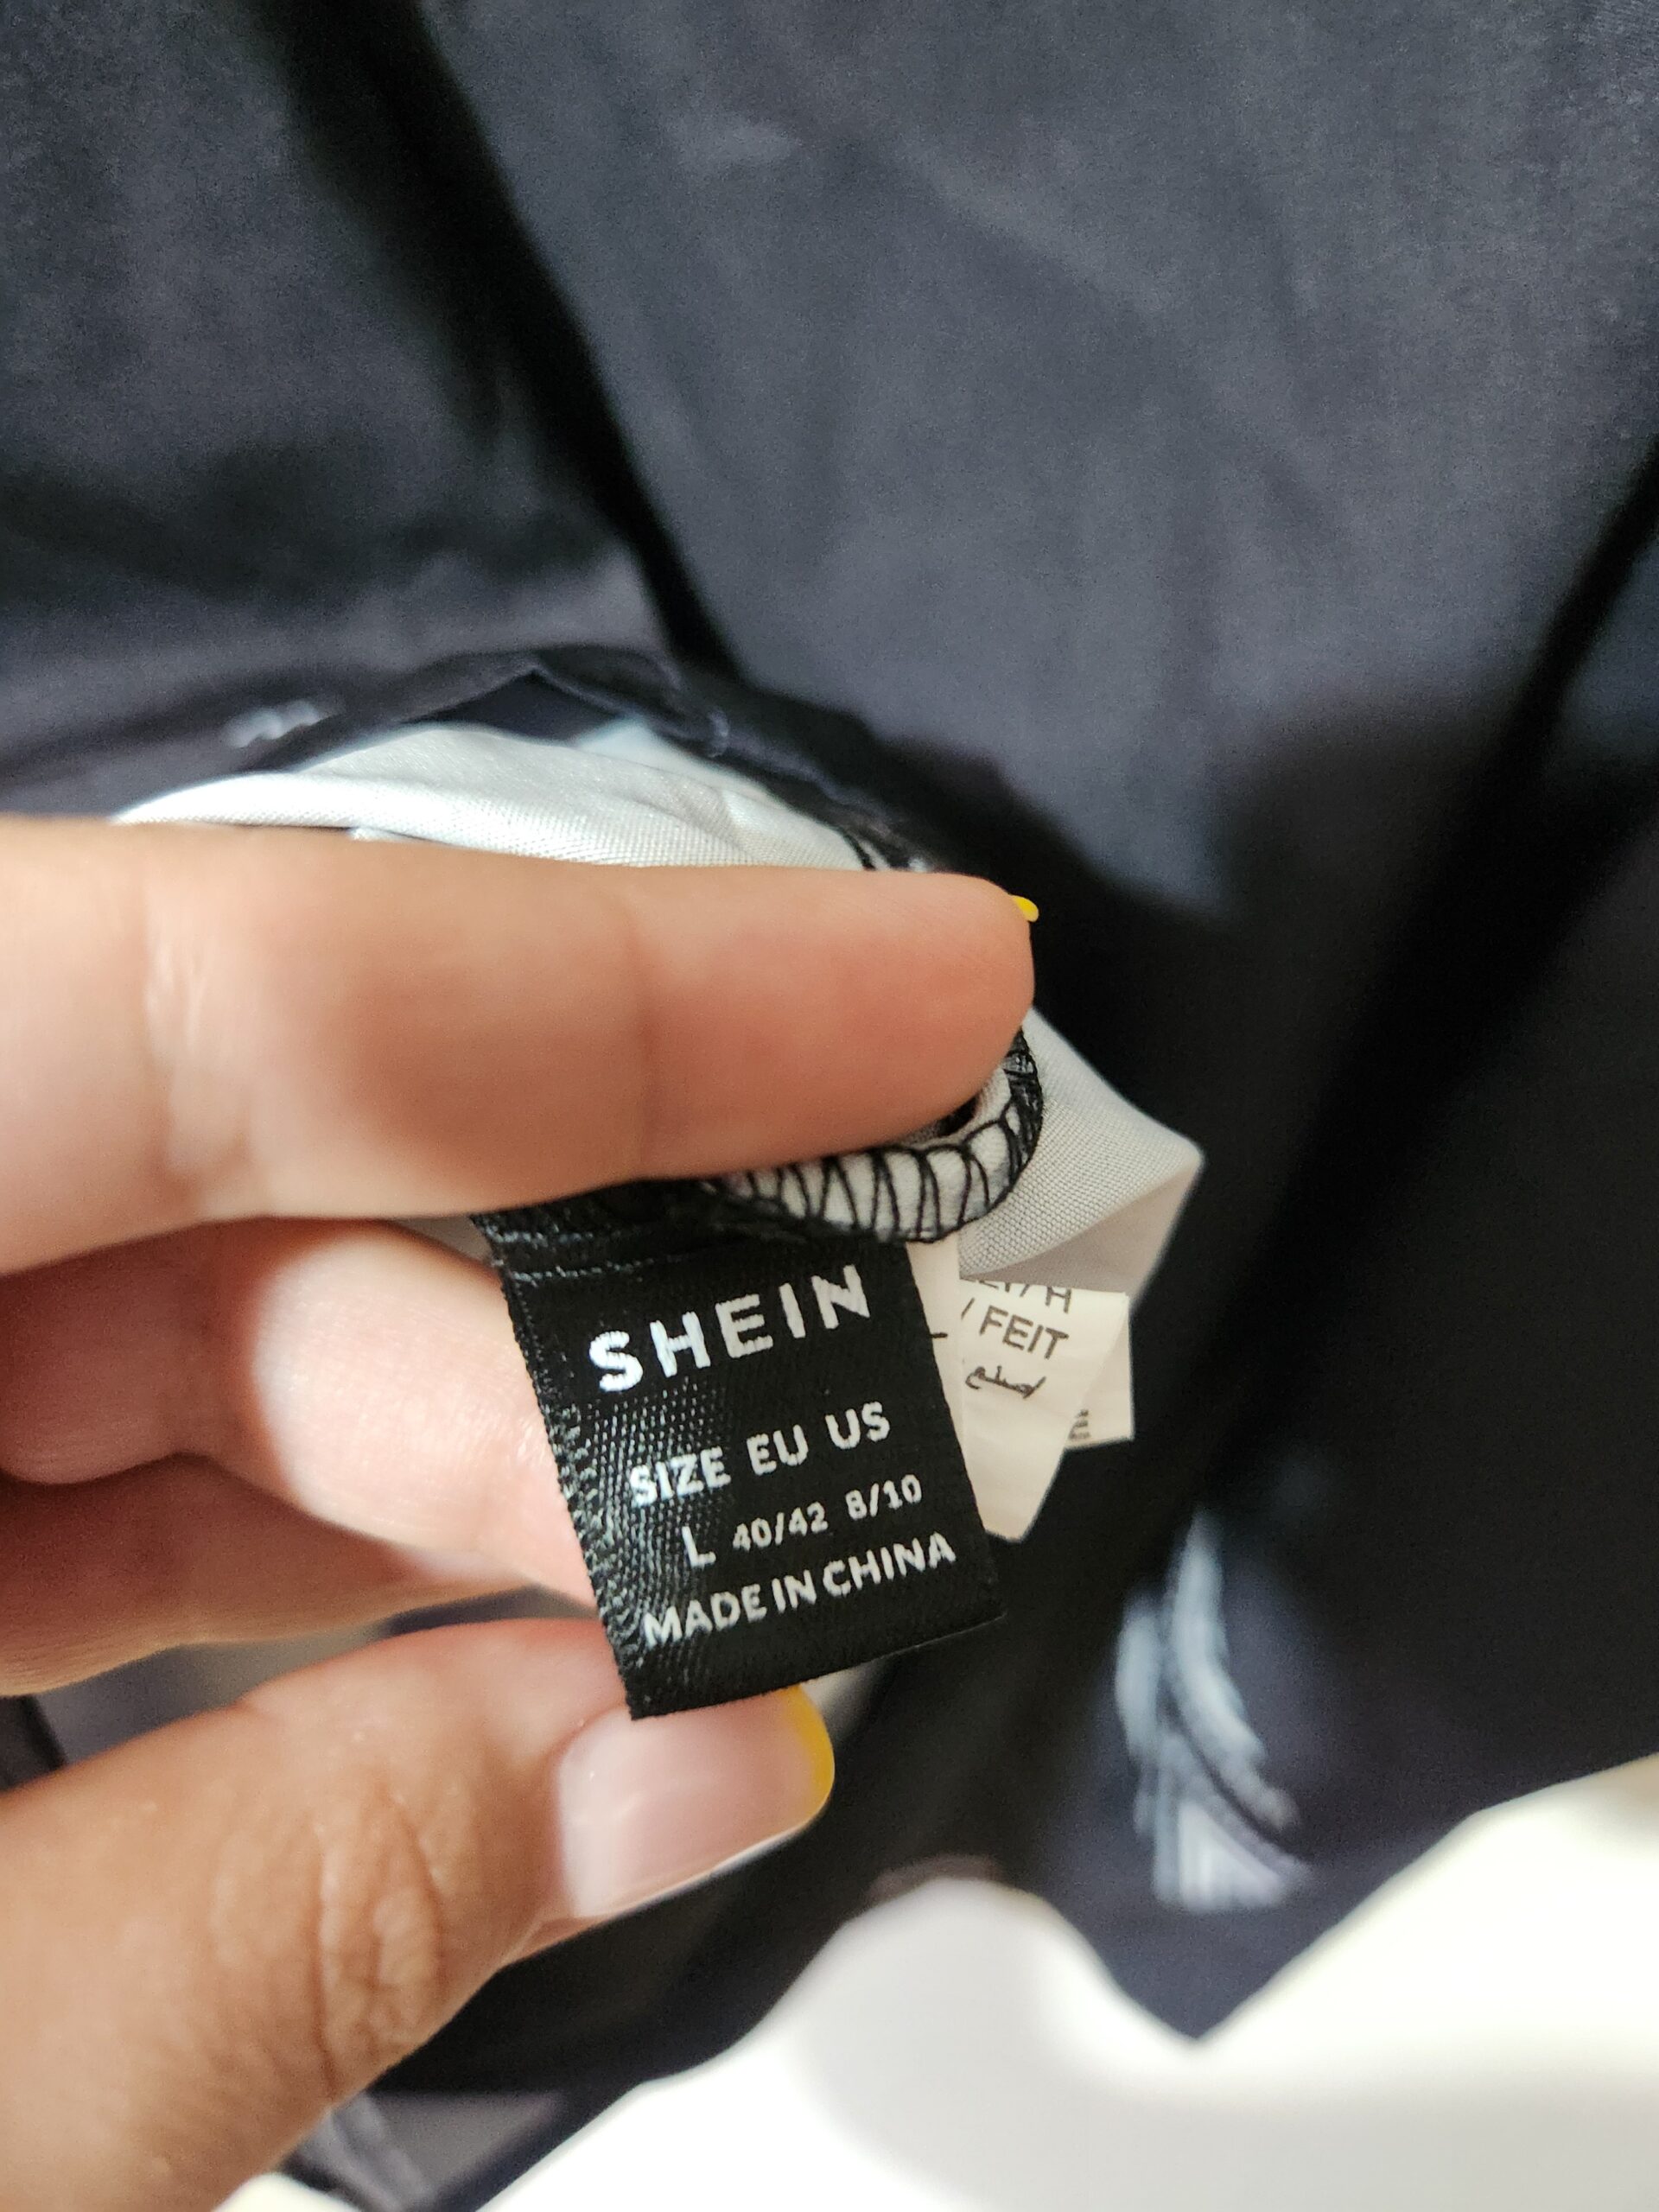 SHEIN
SIZE EU US
L 40/42 8/10
MADE IN CHINA
/ FEIT